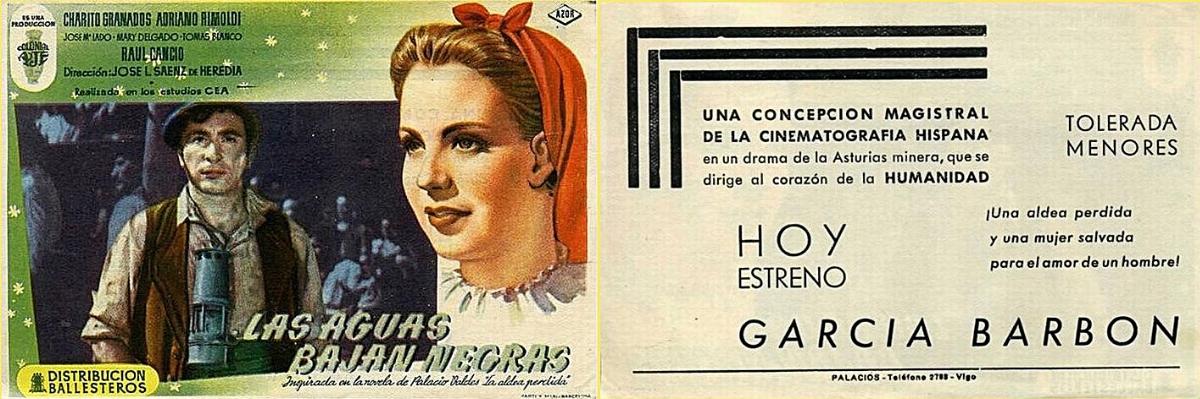 ES UNA
PRODUCCION
COLONIAL
AJE
CHARITO GRANADOS ADRIANO RIMOLDI
JOSE Mª LADO - MARY DELGADO - TOMAS BLANCO
RAUL CANCIO
Dirección: JOSE L. SAENZ DE HEREDIA
Realizada en los estudios CEA
AZOR
LAS AGUAS
BAJAN NEGRAS
Inspirada en la novela de Palacio Valdes "La aldea perdida"
DISTRIBUCION
BALLESTEROS
UNA CONCEPCION MAGISTRAL
DE LA CINEMATOGRAFIA HISPANA
en un drama de la Asturias minera, que se
dirige al corazón de la HUMANIDAD
TOLERADA
MENORES
HOY
ESTRENO
¡Una aldea perdida
y una mujer salvada
para el amor de un hombre!
GARCIA BARBON
PALACIOS - Teléfono 2788 - Vigo